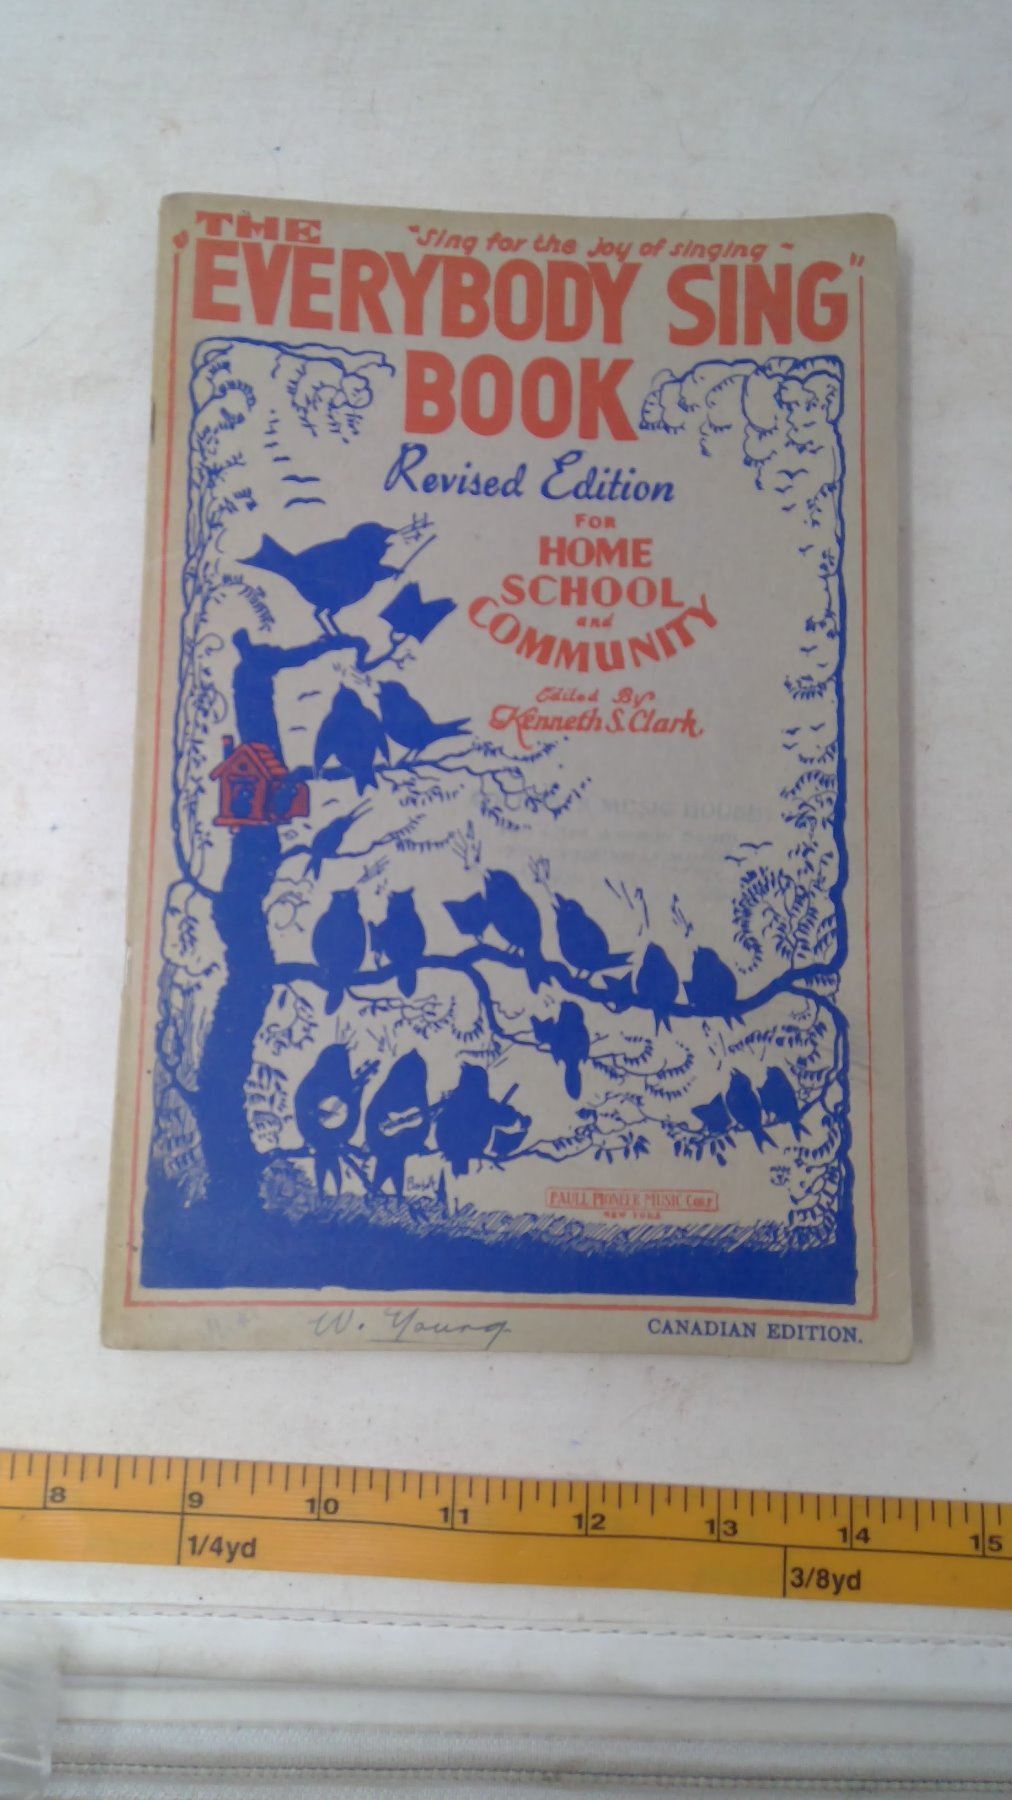 THE
"Sing for the Joy of singing ~
"EVERYBODY SING"
BOOK
Revised Edition
FOR
HOME
SCHOOL
and
COMMUNITY
Edited By
Kenneth S. Clark
MUSIC HOUSE
PAULL PIONEER MUSIC CORP.
NEW YORK
W. Young
CANADIAN EDITION.
8 9 10 11 12 13 14 15
1/4yd
3/8yd